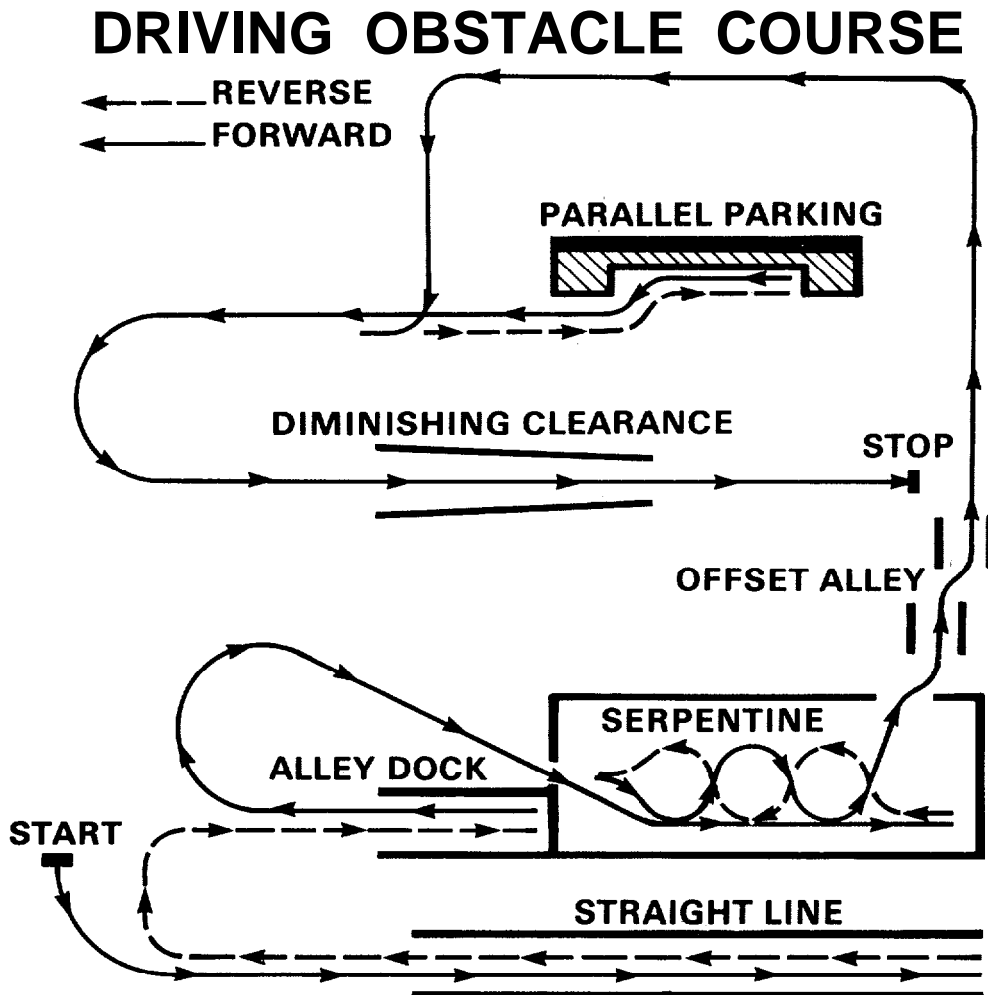 DRIVING OBSTACLE COURSE
REVERSE
FORWARD
PARALLEL PARKING
DIMINISHING CLEARANCE
STOP
OFFSET ALLEY
SERPENTINE
ALLEY DOCK
START
STRAIGHT LINE